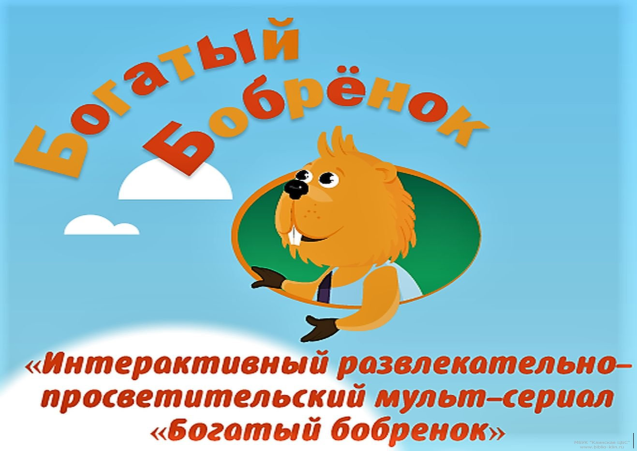 Богатый
Бобрёнок
«Интерактивный развлекательно–
просветительский мульт–сериал
«Богатый бобренок»